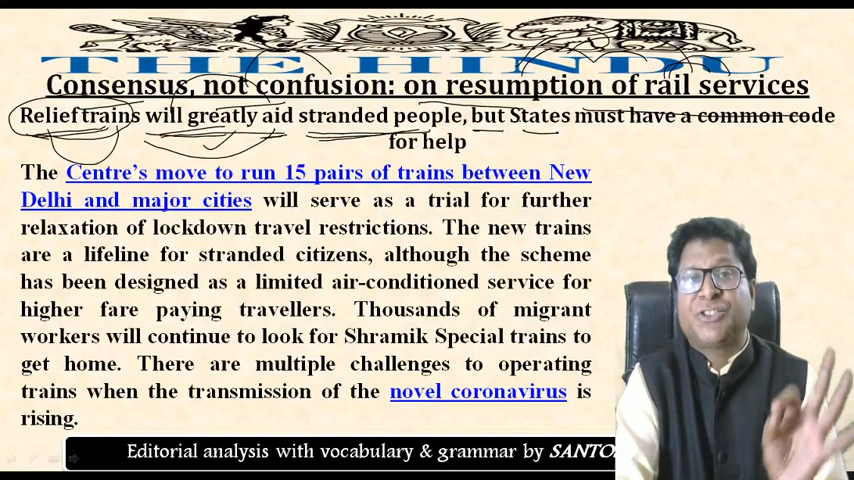 THE HINDU
Consensus, not confusion: on resumption of rail services
Relief trains will greatly aid stranded people, but States must have a common code
for help
The Centre's move to run 15 pairs of trains between New
Delhi and major cities will serve as a trial for further
relaxation of lockdown travel restrictions. The new trains
are a lifeline for stranded citizens, although the scheme
has been designed as a limited air-conditioned service for
higher fare paying travellers. Thousands of migrant
workers will continue to look for Shramik Special trains to
get home. There are multiple challenges to operating
trains when the transmission of the novel coronavirus is
rising.
Editorial analysis with vocabulary & grammar by